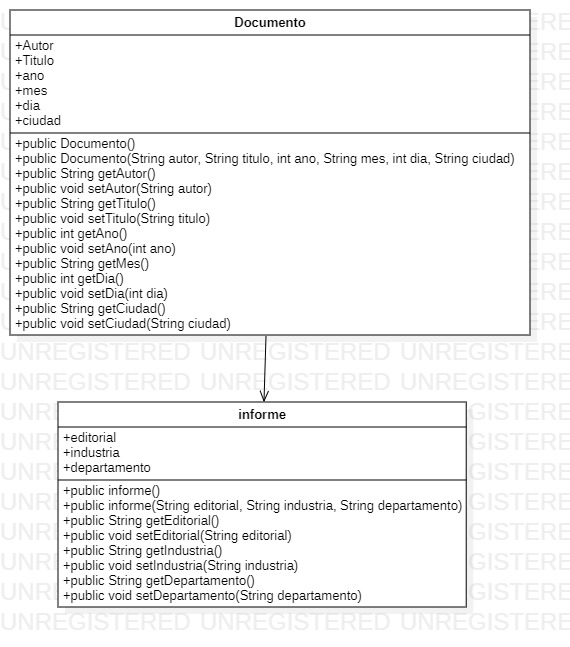 Documento
+Autor
+Titulo
+ano
+mes
+dia
+ciudad
+public Documento()
+public Documento(String autor, String titulo, int ano, String mes, int dia, String ciudad)
+public String getAutor()
+public void setAutor(String autor)
+public String getTitulo()
+public void setTitulo(String titulo)
+public int getAno()
+public void setAno(int ano)
+public String getMes()
+public int getDia()
+public void setDia(int dia)
+public String getCiudad()
+public void setCiudad(String ciudad)
UNREGISTERED UNREGISTERED UNREGISTERE
UNREGISTERED UNREGISTERED UNREGISTERE
informe
+editorial
+industria
+departamento
+public informe()
+public informe(String editorial, String industria, String departamento)
+public String getEditorial()
+public void setEditorial(String editorial)
+public String getIndustria()
+public void setIndustria(String industria)
+public String getDepartamento()
+public void setDepartamento(String departamento)
UNREGISTERED UNREGISTERED UNREGISTERE